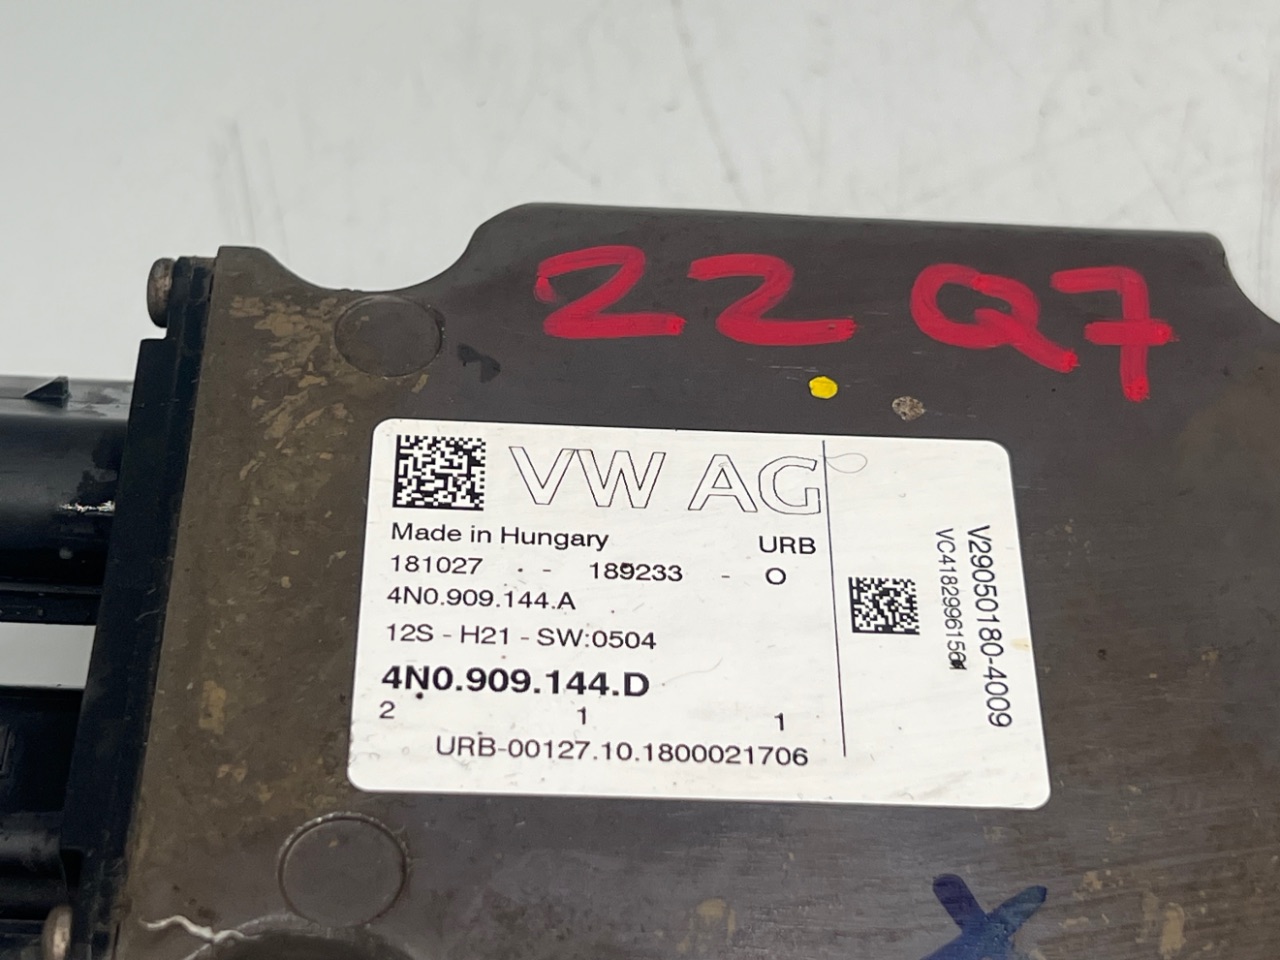 22 Q7
VW AG
Made in Hungary URB
181027 - - 189233 - O
4N0.909.144.A
12S - H21 - SW:0504
4N0.909.144.D
2 1 1
URB-00127.10.1800021706
V29050180-4009